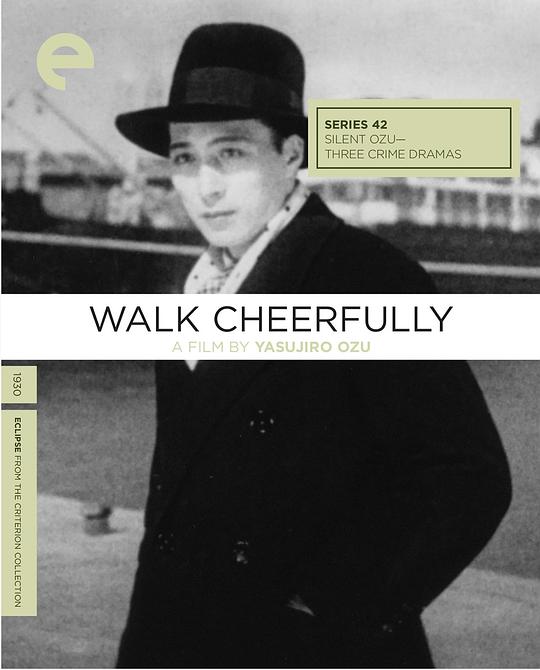 e
SERIES 42
SILENT OZU—
THREE CRIME DRAMAS
WALK CHEERFULLY
A FILM BY YASUJIRO OZU
1930
ECLIPSE FROM THE CRITERION COLLECTION